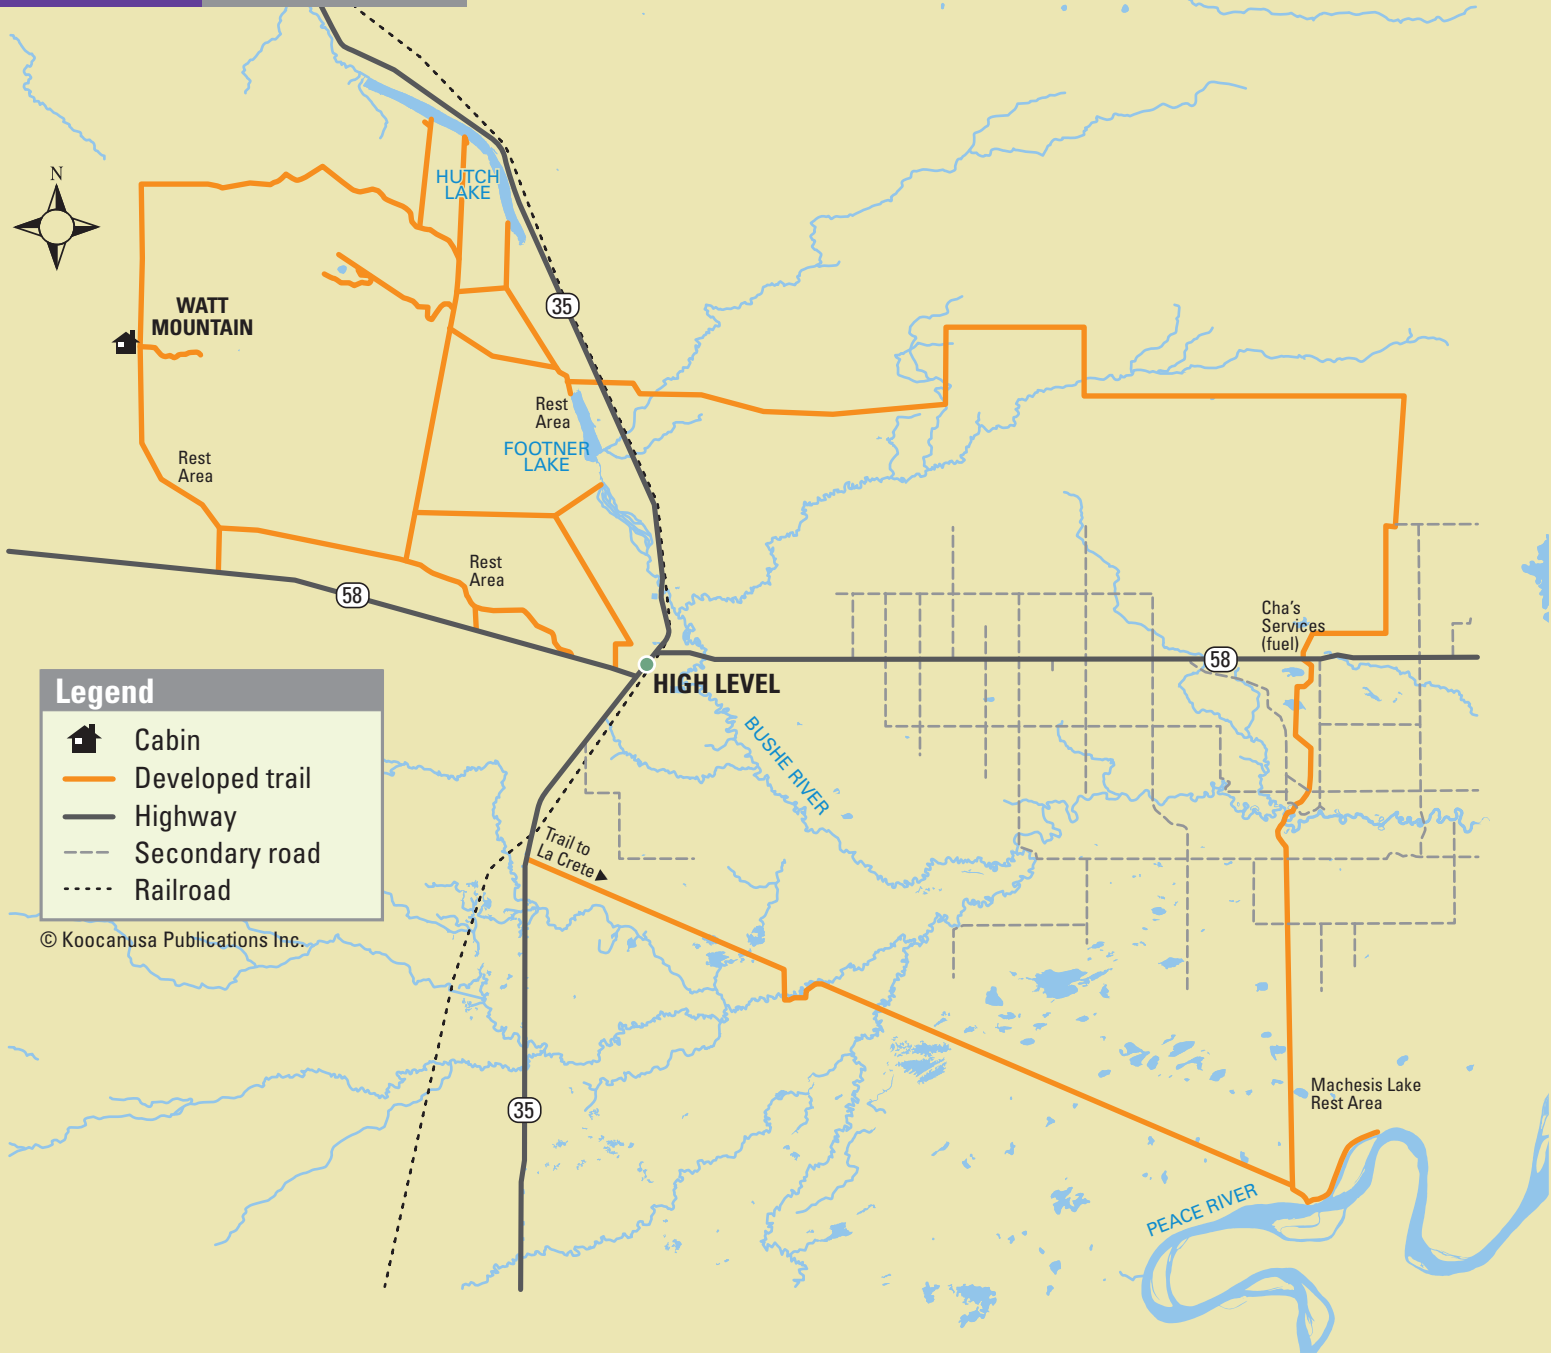 N
HUTCH
LAKE
WATT
MOUNTAIN
35
Rest
Area
FOOTNER
LAKE
Rest
Area
Rest
Area
58
Cha's
Services
(fuel)
58
HIGH LEVEL
BUSHE RIVER
Legend
Cabin
Developed trail
Highway
Secondary road
Railroad
© Koocanusa Publications Inc.
Trail to
La Crete
35
Machesis Lake
Rest Area
PEACE RIVER